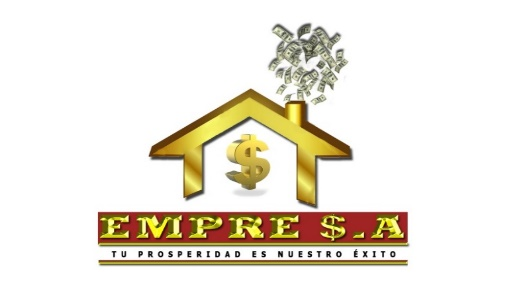 $
EMPRE $.A
TU PROSPERIDAD ES NUESTRO ÉXITO